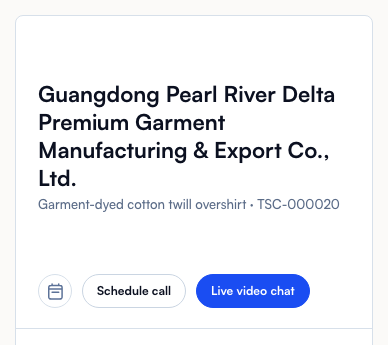 Guangdong Pearl River Delta
Premium Garment
Manufacturing & Export Co.,
Ltd.
Garment-dyed cotton twill overshirt · TSC-000020
Schedule call
Live video chat